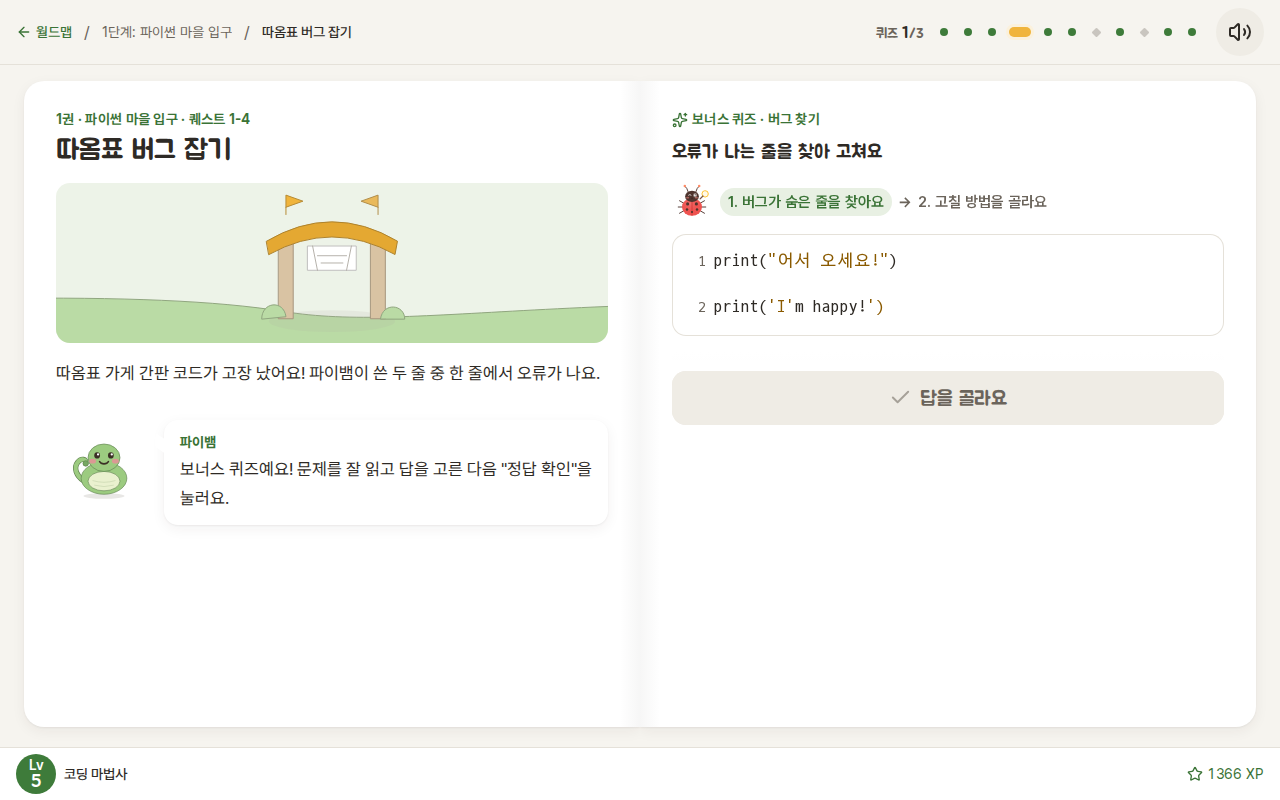 ← 월드맵 / 1단계: 파이썬 마을 입구 / 따옴표 버그 잡기
퀴즈 1/3
1권 · 파이썬 마을 입구 · 퀘스트 1-4
따옴표 버그 잡기
따옴표 가게 간판 코드가 고장 났어요! 파이뱀이 쓴 두 줄 중 한 줄에서 오류가 나요.
파이뱀
보너스 퀴즈예요! 문제를 잘 읽고 답을 고른 다음 "정답 확인"을
눌러요.
보너스 퀴즈 · 버그 찾기
오류가 나는 줄을 찾아 고쳐요
1. 버그가 숨은 줄을 찾아요 → 2. 고칠 방법을 골라요
1 print("어서 오세요!")
2 print('I'm happy!')
답을 골라요
Lv
5
코딩 마법사
1366 XP